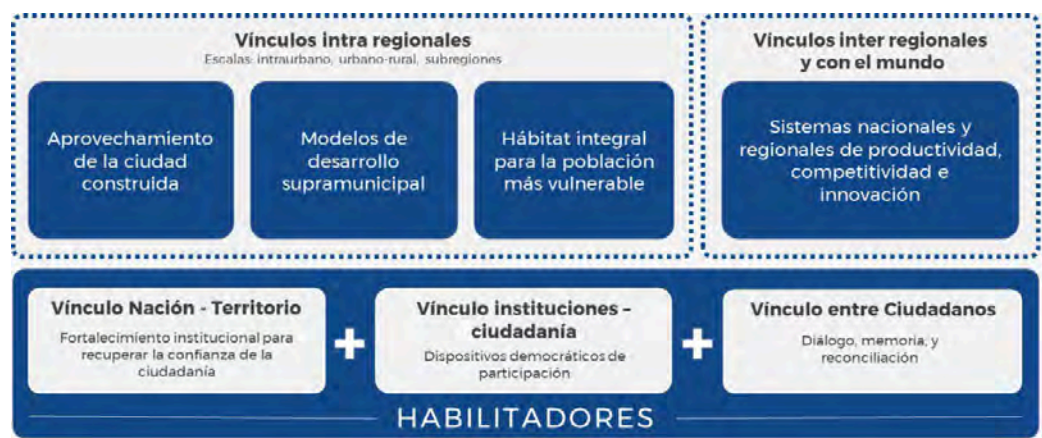 Vínculos intra regionales
Escalas: intraurbano, urbano-rural, subregiones
Aprovechamiento
de la ciudad
construida
Modelos de
desarrollo
supramunicipal
Hábitat integral
para la población
más vulnerable
Vínculos inter regionales
y con el mundo
Sistemas nacionales y
regionales de productividad,
competitividad e
innovación
Vínculo Nación - Territorio
Fortalecimiento institucional para
recuperar la confianza de la
ciudadanía
+
Vínculo instituciones –
ciudadanía
Dispositivos democráticos de
participación
+
Vínculo entre Ciudadanos
Diálogo, memoria, y
reconciliación
HABILITADORES